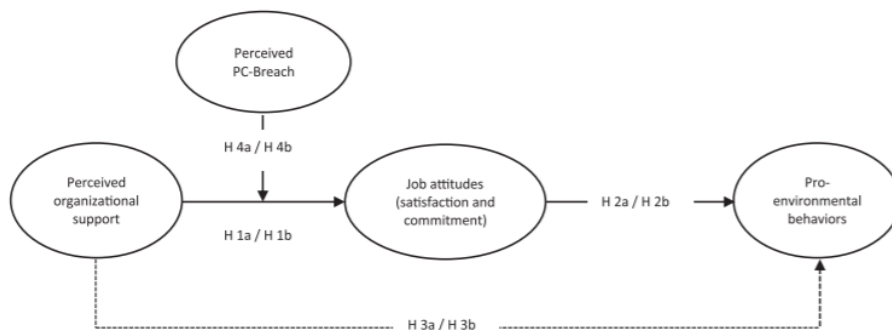 Perceived
PC-Breach
H 4a / H 4b
Perceived
organizational
support
Job attitudes
(satisfaction and
commitment)
H 2a / H 2b
Pro-
environmental
behaviors
H 1a / H 1b
H 3a / H 3b